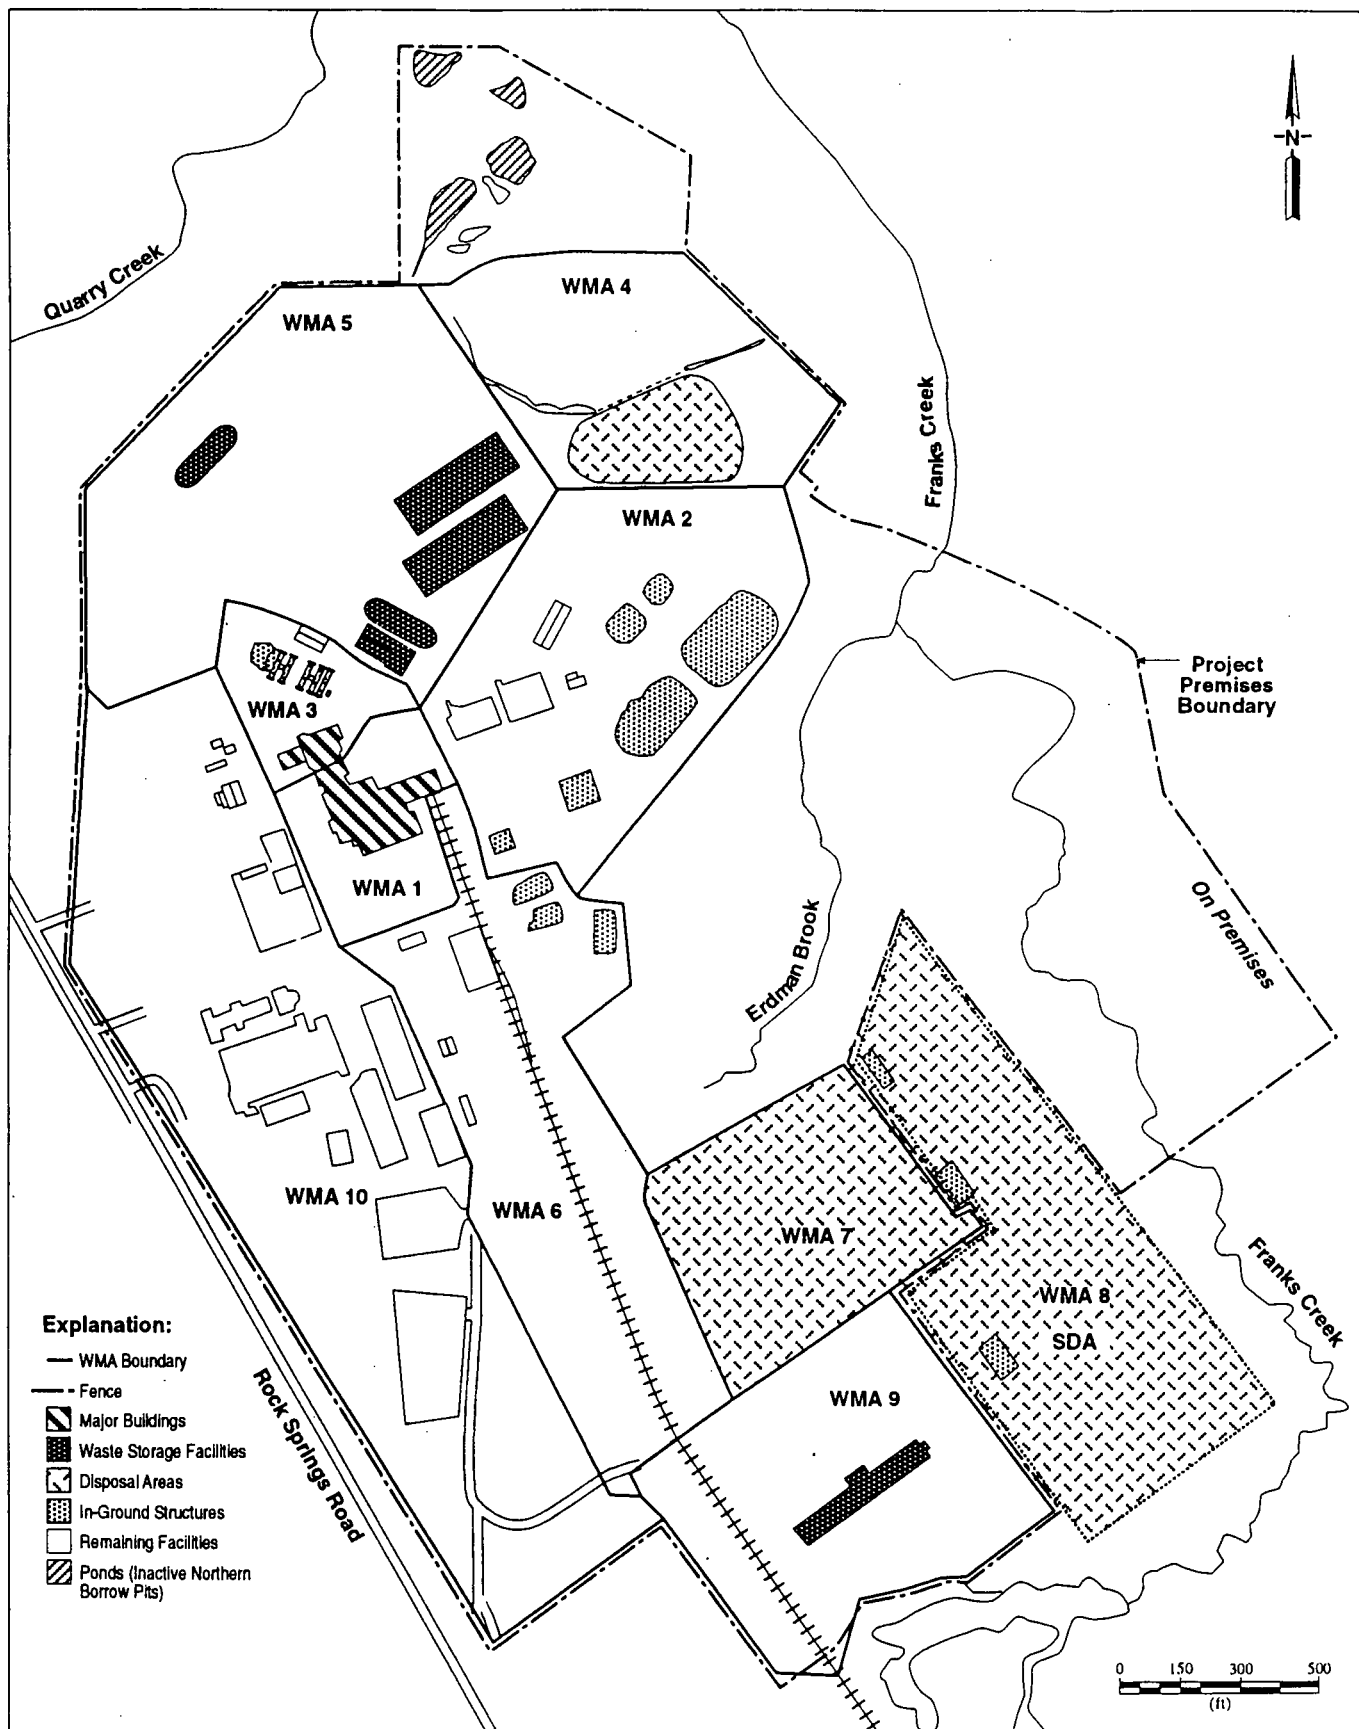 N
Quarry Creek
WMA 4
WMA 5
Franks Creek
WMA 2
Project
Premises
Boundary
WMA 3
WMA 1
On Premises
Erdman Brook
WMA 10
WMA 6
WMA 7
WMA 8
SDA
Franks Creek
WMA 9
Rock Springs Road
Explanation:
WMA Boundary
Fence
Major Buildings
Waste Storage Facilities
Disposal Areas
In-Ground Structures
Remaining Facilities
Ponds (Inactive Northern
Borrow Pits)
0 150 300 500
(ft)